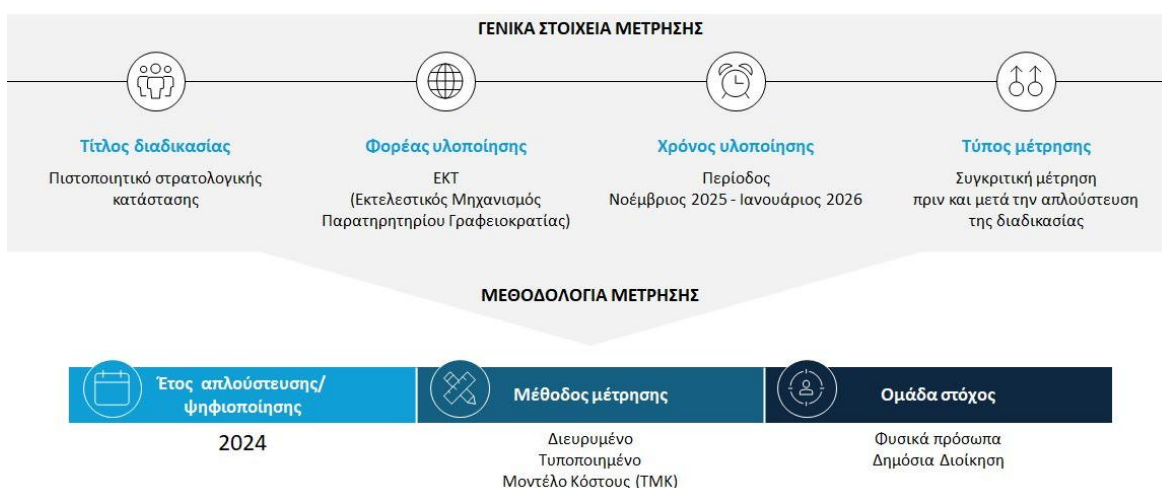 ΓΕΝΙΚΑ ΣΤΟΙΧΕΙΑ ΜΕΤΡΗΣΗΣ
Τίτλος διαδικασίας
Πιστοποιητικό στρατολογικής
κατάστασης
Φορέας υλοποίησης
ΕΚΤ
(Εκτελεστικός Μηχανισμός
Παρατηρητηρίου Γραφειοκρατίας)
Χρόνος υλοποίησης
Περίοδος
Νοέμβριος 2025 - Ιανουάριος 2026
Τύπος μέτρησης
Συγκριτική μέτρηση
πριν και μετά την απλούστευση
της διαδικασίας
ΜΕΘΟΔΟΛΟΓΙΑ ΜΕΤΡΗΣΗΣ
Έτος απλούστευσης/
ψηφιοποίησης
2024
Μέθοδος μέτρησης
Διευρυμένο
Τυποποιημένο
Μοντέλο Κόστους (ΤΜΚ)
Ομάδα στόχος
Φυσικά πρόσωπα
Δημόσια Διοίκηση